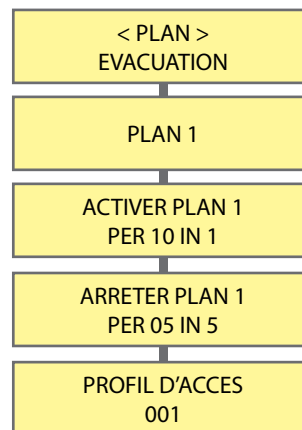 < PLAN >
EVACUATION
PLAN 1
ACTIVER PLAN 1
PER 10 IN 1
ARRETER PLAN 1
PER 05 IN 5
PROFIL D'ACCES
001